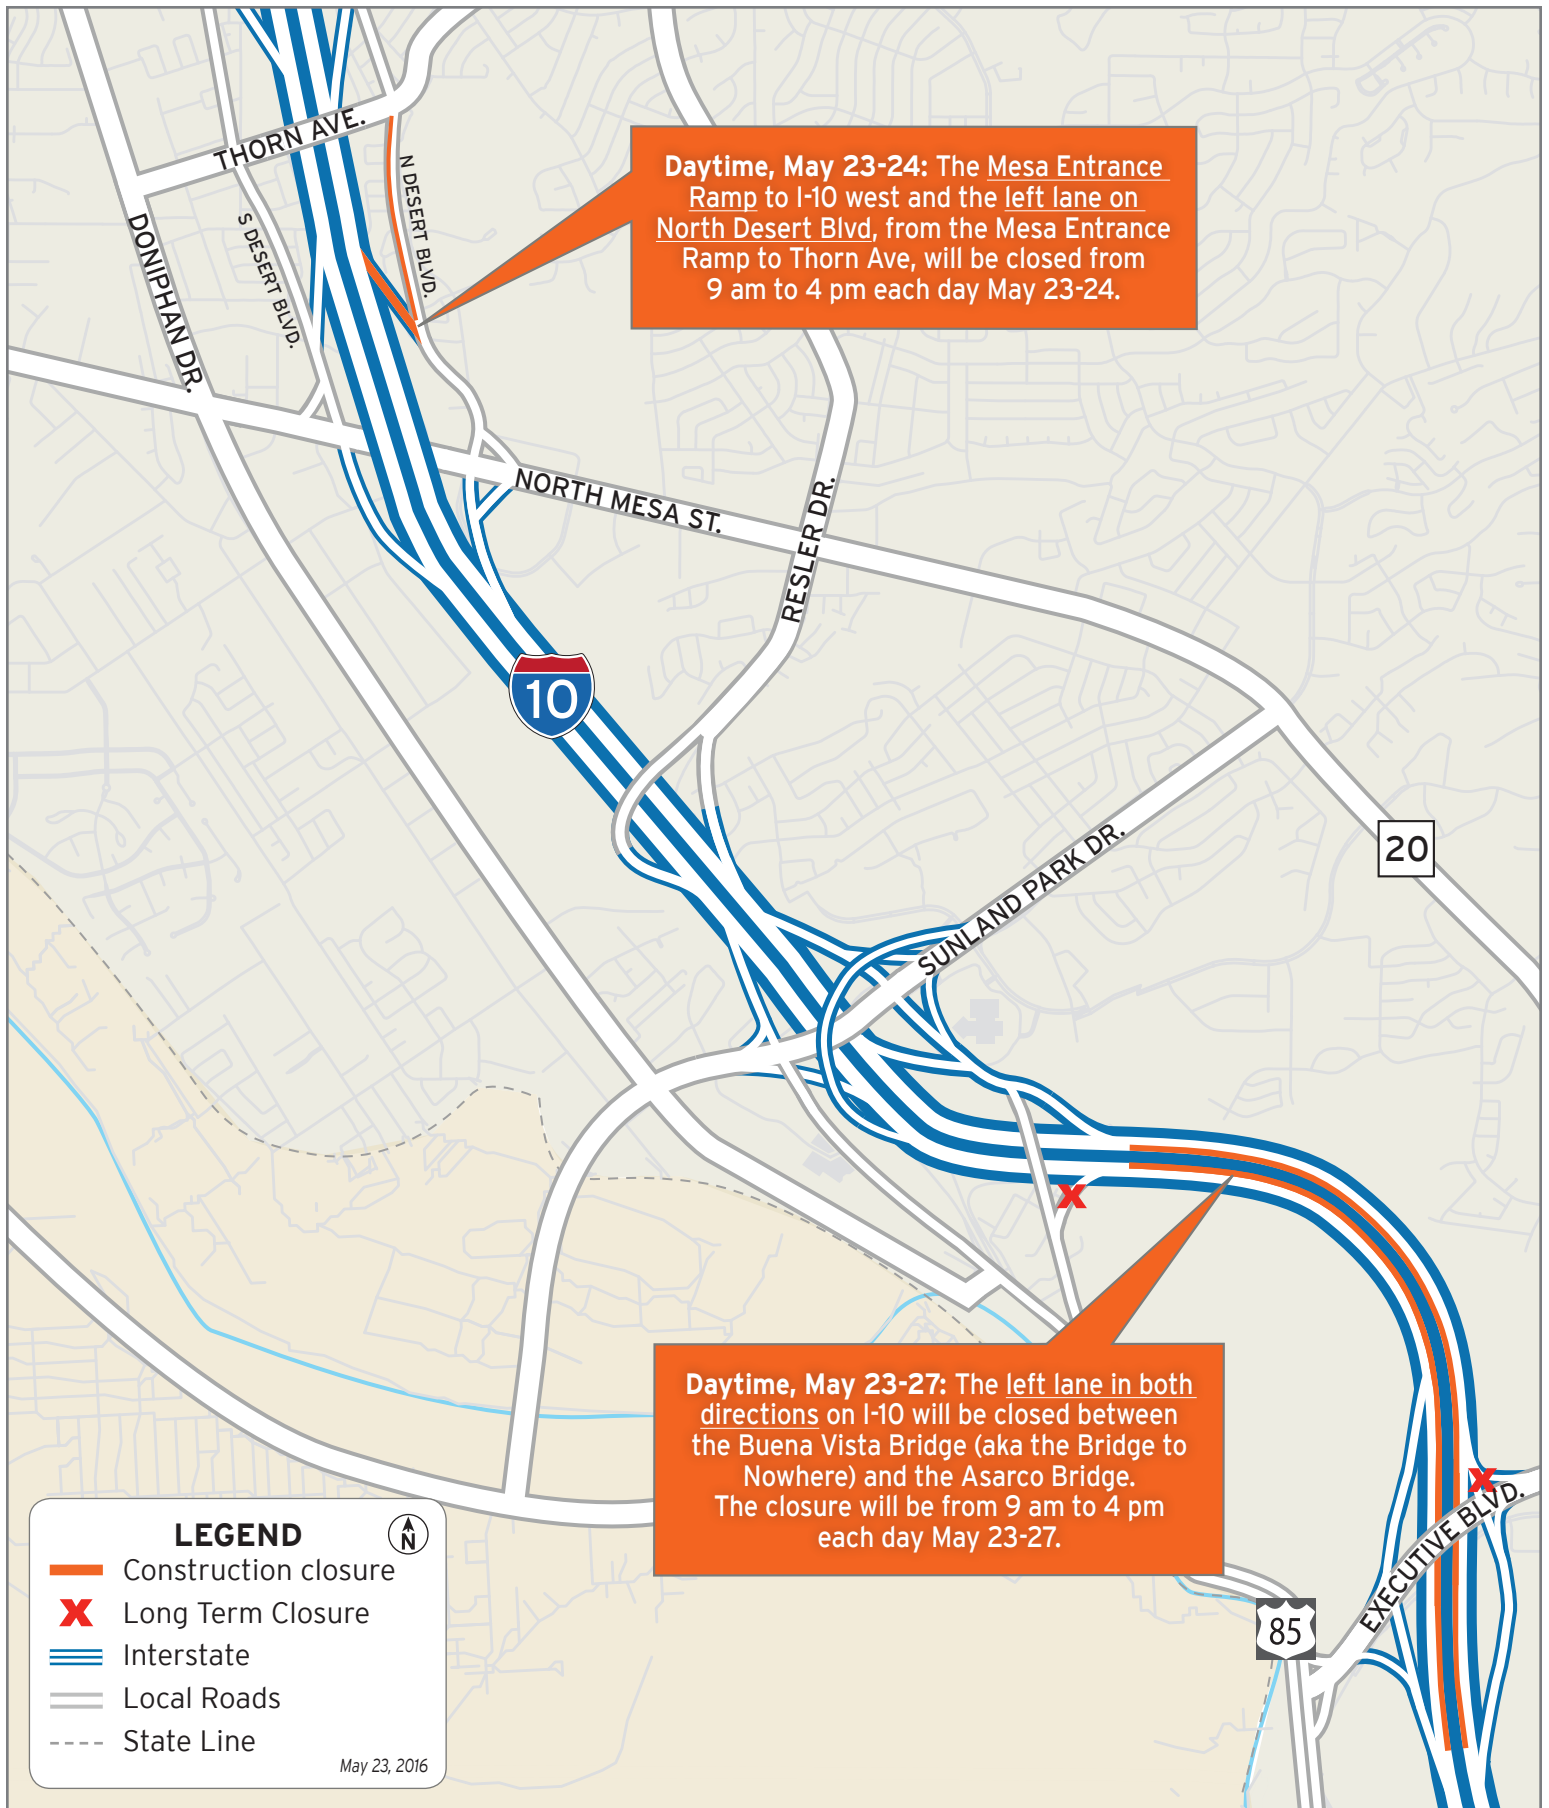 THORN AVE.
N DESERT BLVD.
S DESERT BLVD.
DONIPHAN DR.
Daytime, May 23-24: The Mesa Entrance
Ramp to I-10 west and the left lane on
North Desert Blvd, from the Mesa Entrance
Ramp to Thorn Ave, will be closed from
9 am to 4 pm each day May 23-24.
NORTH MESA ST.
RESLER DR.
10
20
SUNLAND PARK DR.
Daytime, May 23-27: The left lane in both
directions on I-10 will be closed between
the Buena Vista Bridge (aka the Bridge to
Nowhere) and the Asarco Bridge.
The closure will be from 9 am to 4 pm
each day May 23-27.
EXECUTIVE BLVD.
85
LEGEND
N
Construction closure
X Long Term Closure
Interstate
Local Roads
State Line
May 23, 2016